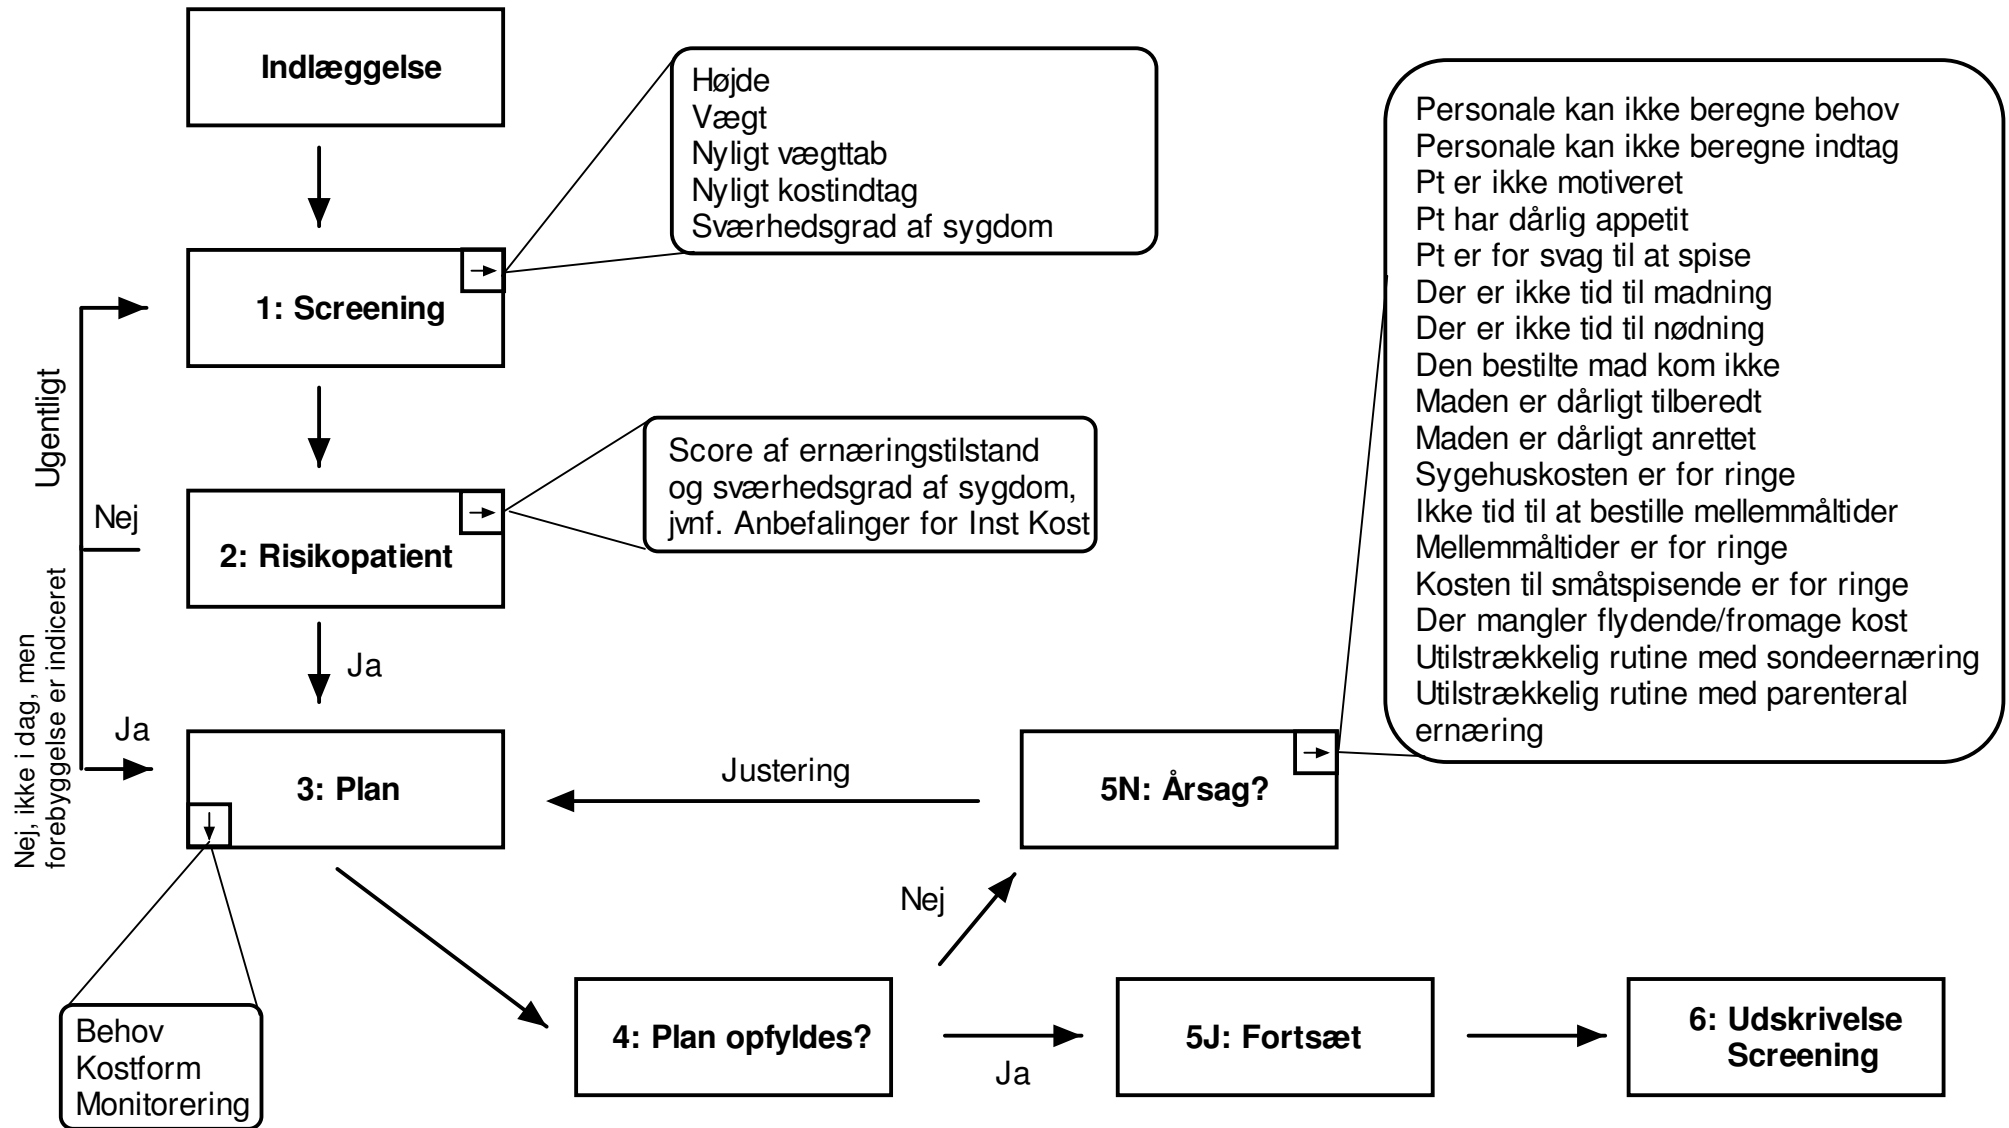 Indlæggelse
Højde
Vægt
Nyligt vægttab
Nyligt kostindtag
Sværhedsgrad af sygdom
Personale kan ikke beregne behov
Personale kan ikke beregne indtag
Pt er ikke motiveret
Pt har dårlig appetit
Pt er for svag til at spise
Der er ikke tid til madning
Der er ikke tid til nødning
Den bestilte mad kom ikke
Maden er dårligt tilberedt
Maden er dårligt anrettet
Sygehuskosten er for ringe
Ikke tid til at bestille mellemmåltider
Mellemmåltider er for ringe
Kosten til småtspisende er for ringe
Der mangler flydende/fromage kost
Utilstrækkelig rutine med sondeernæring
Utilstrækkelig rutine med parenteral
ernæring
1: Screening
Ugentligt
Score af ernæringstilstand
og sværhedsgrad af sygdom,
jvnf. Anbefalinger for Inst Kost
Nej
2: Risikopatient
Nej, ikke i dag, men
forebyggelse er indiceret
Ja
Ja
3: Plan
Justering
5N: Årsag?
Nej
Behov
Kostform
Monitorering
4: Plan opfyldes?
Ja
5J: Fortsæt
6: Udskrivelse
Screening